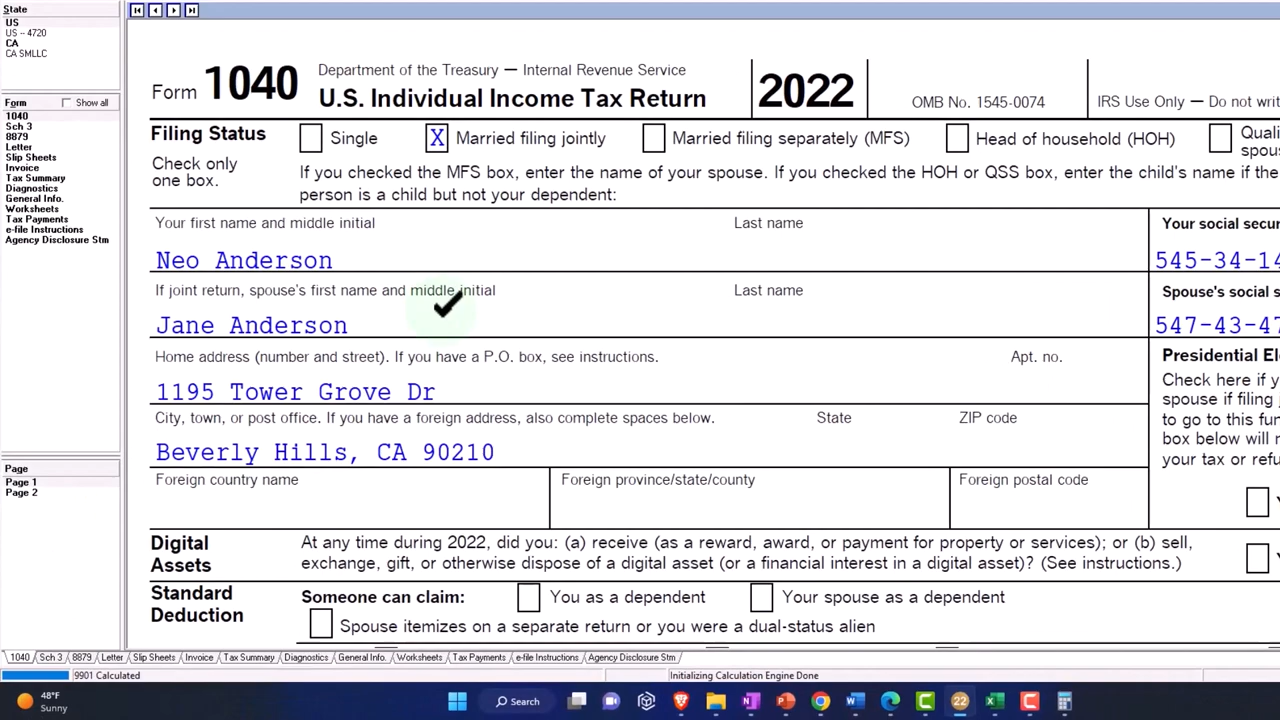 State
US
US -- 4720
CA
CA SMLLC
Form
Show all
1040
Sch 3
8879
Letter
Slip Sheets
Invoice
Tax Summary
Diagnostics
General Info.
Worksheets
Tax Payments
e-file Instructions
Agency Disclosure Stm
Page
Page 1
Page 2
Form 1040
Department of the Treasury — Internal Revenue Service
U.S. Individual Income Tax Return
2022
OMB No. 1545-0074
IRS Use Only — Do not writ
Filing Status
Check only
one box.
Single
X Married filing jointly
Married filing separately (MFS)
Head of household (HOH)
Quali
spous
If you checked the MFS box, enter the name of your spouse. If you checked the HOH or QSS box, enter the child's name if the
person is a child but not your dependent:
Your first name and middle initial
Last name
Your social secur
Neo Anderson
545-34-14
If joint return, spouse's first name and middle initial
Last name
Spouse's social s
Jane Anderson
547-43-47
Home address (number and street). If you have a P.O. box, see instructions.
Apt. no.
1195 Tower Grove Dr
City, town, or post office. If you have a foreign address, also complete spaces below.
State
ZIP code
Beverly Hills, CA 90210
Foreign country name
Foreign province/state/county
Foreign postal code
Presidential El
Check here if y
spouse if filing
to go to this fun
box below will n
your tax or refu
Digital
Assets
At any time during 2022, did you: (a) receive (as a reward, award, or payment for property or services); or (b) sell,
exchange, gift, or otherwise dispose of a digital asset (or a financial interest in a digital asset)? (See instructions.)
Standard
Deduction
Someone can claim:
You as a dependent
Your spouse as a dependent
Spouse itemizes on a separate return or you were a dual-status alien
1040 Sch 3 8879 Letter Slip Sheets Invoice Tax Summary Diagnostics General Info. Worksheets Tax Payments e-file Instructions Agency Disclosure Stm
9901 Calculated
Initializing Calculation Engine Done
48°F
Sunny
Search
22